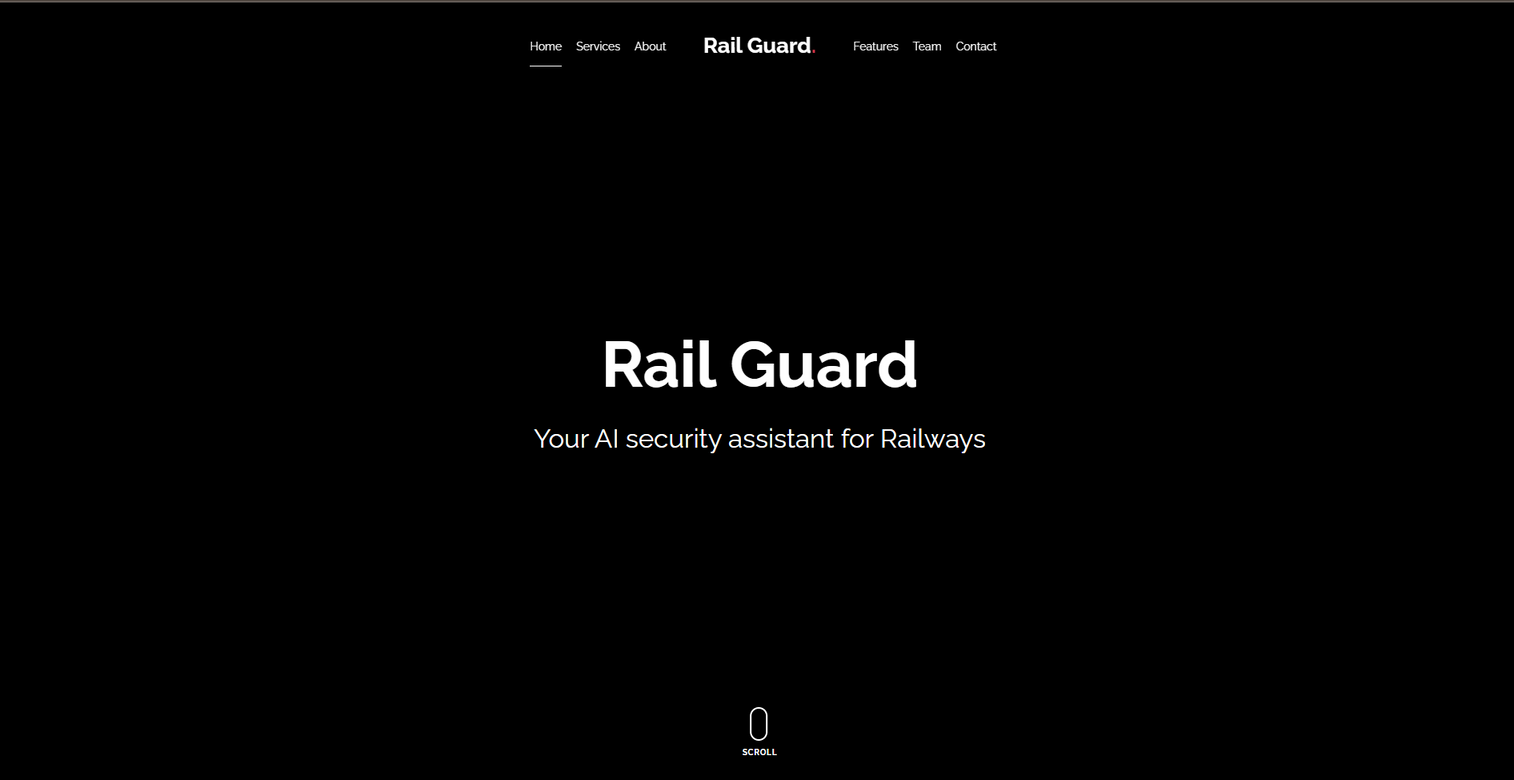 Home Services About Rail Guard. Features Team Contact
Rail Guard
Your AI security assistant for Railways
SCROLL